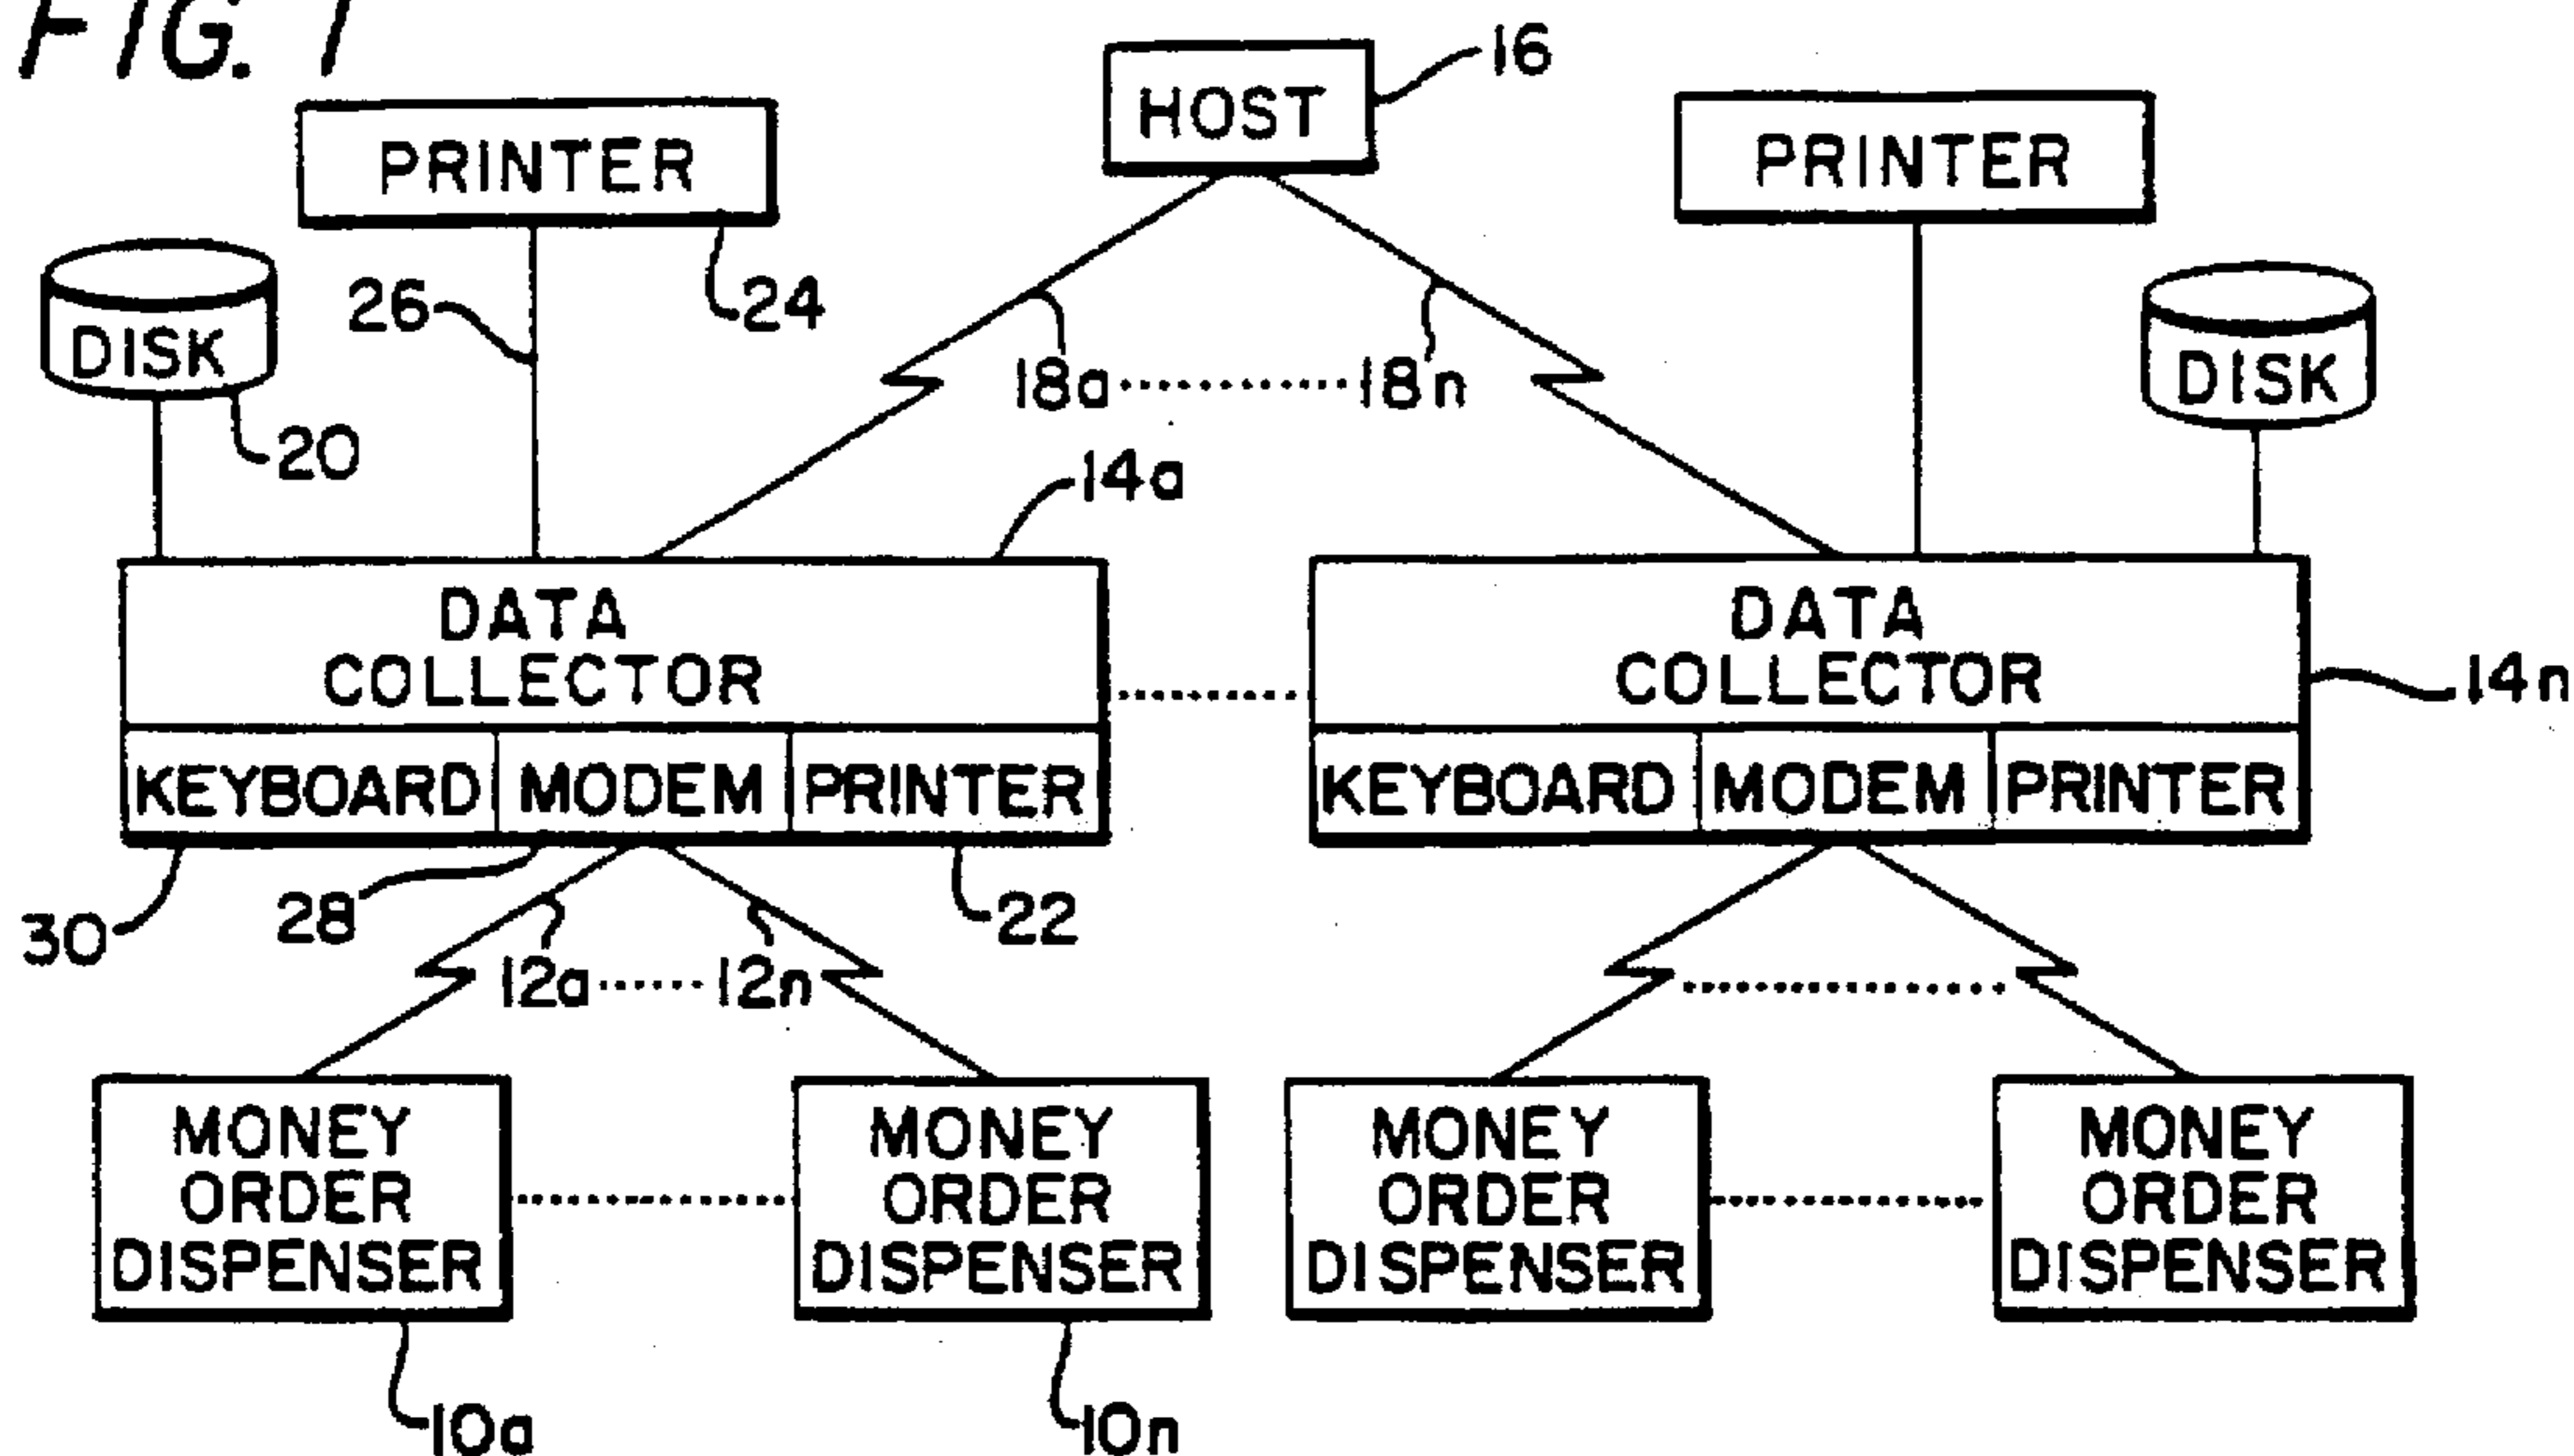 FIG. 1
HOST
16
PRINTER
PRINTER
24
26
DISK
20
18a
18n
DISK
14a
DATA
COLLECTOR
KEYBOARD
MODEM
PRINTER
DATA
COLLECTOR
14n
KEYBOARD
MODEM
PRINTER
30
28
22
12a
12n
MONEY
ORDER
DISPENSER
MONEY
ORDER
DISPENSER
MONEY
ORDER
DISPENSER
MONEY
ORDER
DISPENSER
10a
10n